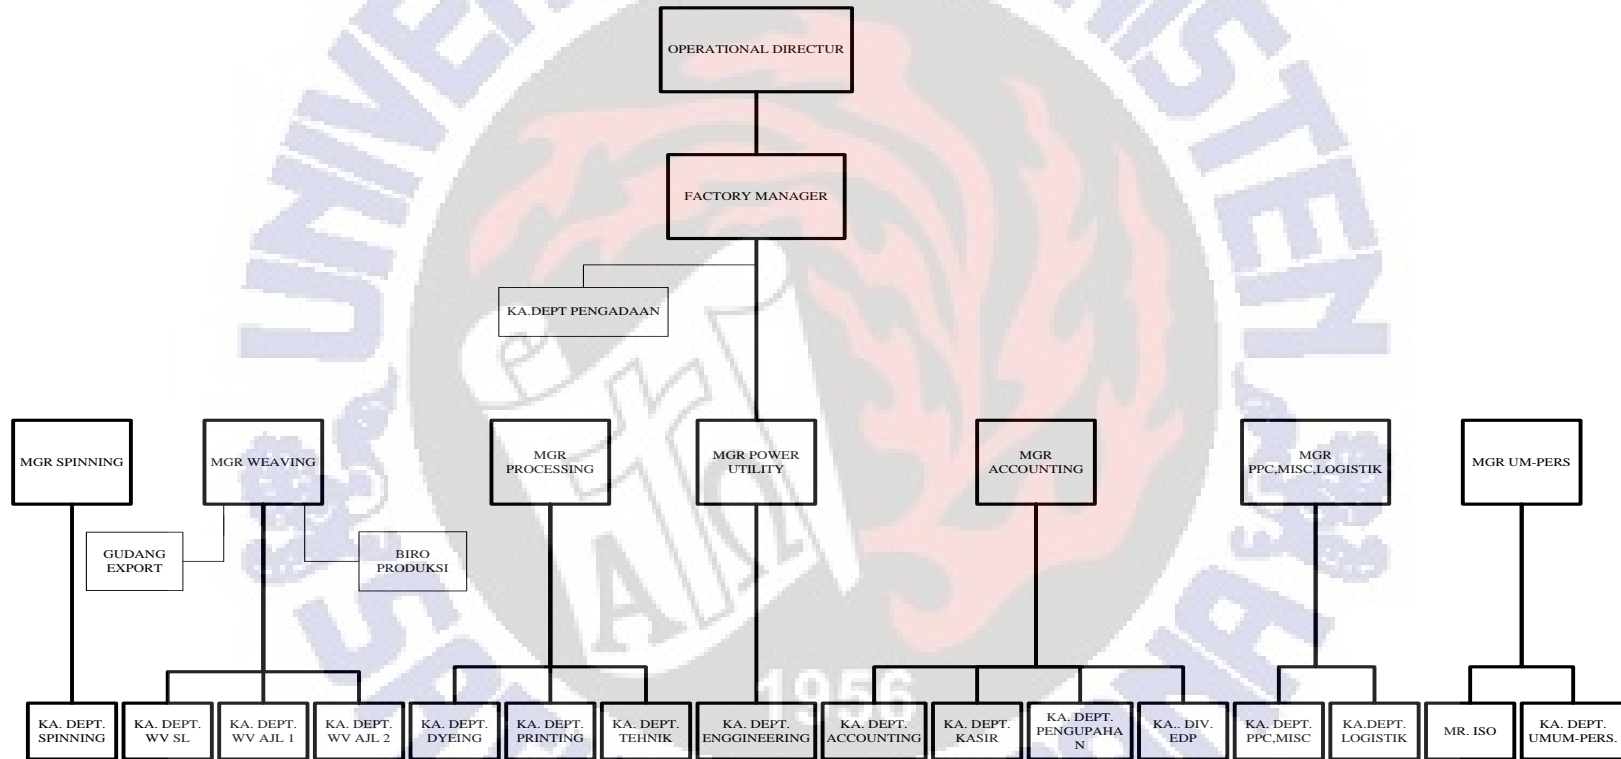 OPERATIONAL DIRECTUR
FACTORY MANAGER
KA.DEPT PENGADAAN
MGR SPINNING
MGR WEAVING
MGR
PROCESSING
MGR POWER
UTILITY
MGR
ACCOUNTING
MGR
PPC,MISC,LOGISTIK
MGR UM-PERS
GUDANG
EXPORT
BIRO
PRODUKSI
KA. DEPT.
SPINNING
KA. DEPT.
WV SL
KA. DEPT.
WV AJL 1
KA. DEPT.
WV AJL 2
KA. DEPT.
DYEING
KA. DEPT.
PRINTING
KA. DEPT.
TEHNIK
KA. DEPT.
ENGGINEERING
KA. DEPT.
ACCOUNTING
KA. DEPT.
KASIR
KA. DEPT.
PENGUPAHA
N
KA.. DIV.
EDP
KA. DEPT.
PPC,MISC
KA.DEPT.
LOGISTIK
MR. ISO
KA. DEPT.
UMUM-PERS.
1956